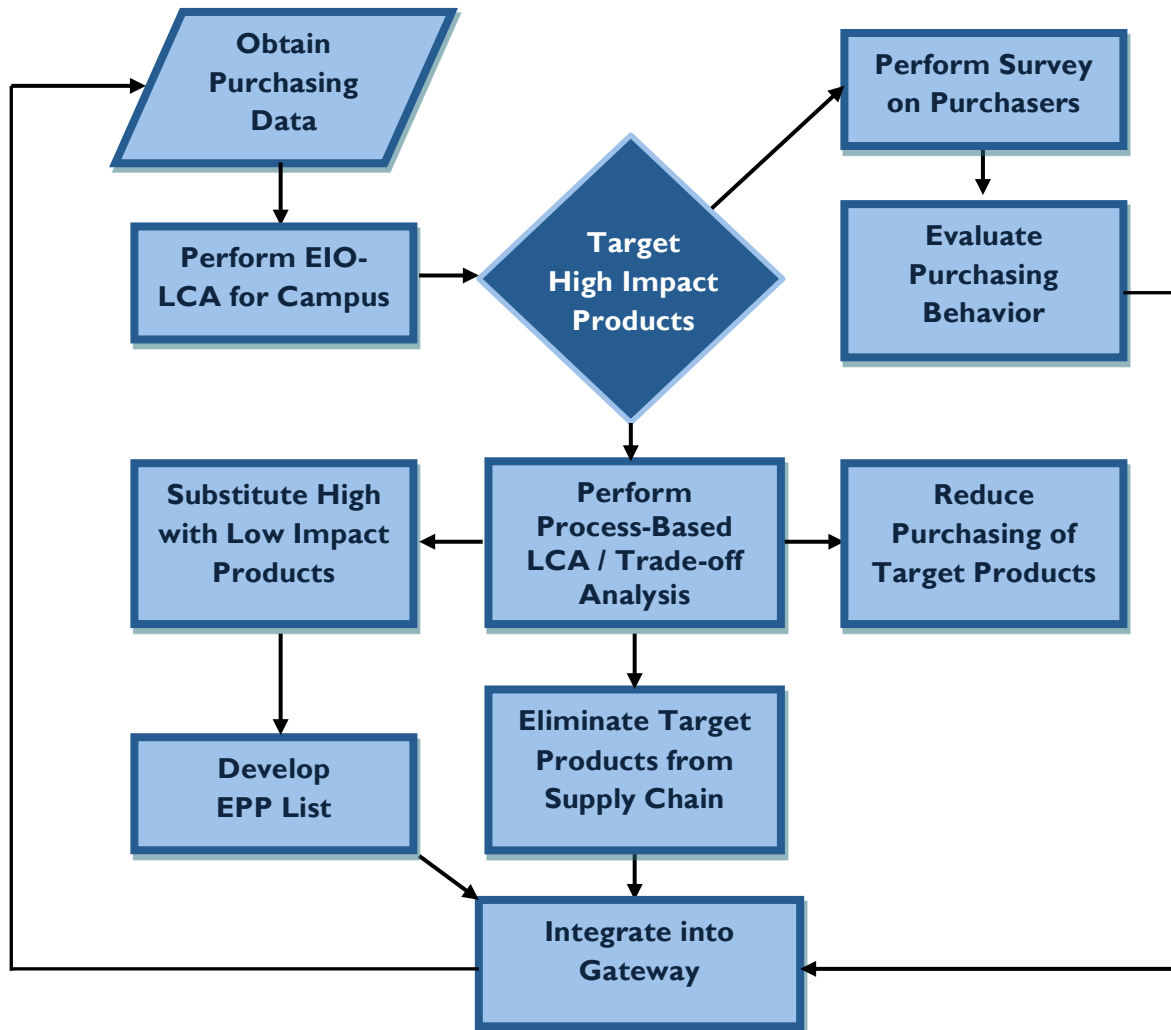 Obtain
Purchasing
Data
Perform Survey
on Purchasers
Perform EIO-
LCA for Campus
Target
High Impact
Products
Evaluate
Purchasing
Behavior
Substitute High
with Low Impact
Products
Perform
Process-Based
LCA / Trade-off
Analysis
Reduce
Purchasing of
Target Products
Develop
EPP List
Eliminate Target
Products from
Supply Chain
Integrate into
Gateway